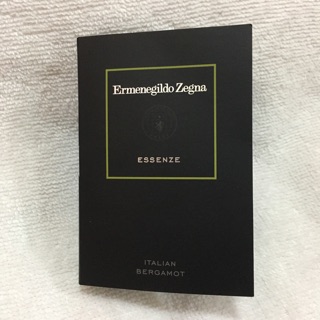 Ermenegildo Zegna
ESSENZE
ITALIAN
BERGAMOT